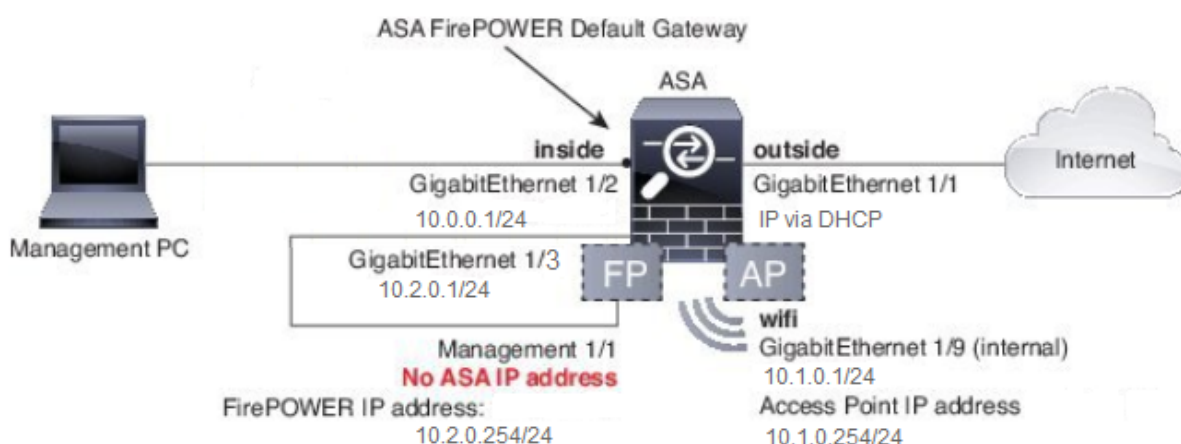 ASA FirePOWER Default Gateway
ASA
inside
outside
Internet
GigabitEthernet 1/2
GigabitEthernet 1/1
10.0.0.1/24
IP via DHCP
Management PC
GigabitEthernet 1/3
10.2.0.1/24
FP
AP
wifi
Management 1/1
GigabitEthernet 1/9 (internal)
No ASA IP address
10.1.0.1/24
FirePOWER IP address:
Access Point IP address
10.2.0.254/24
10.1.0.254/24